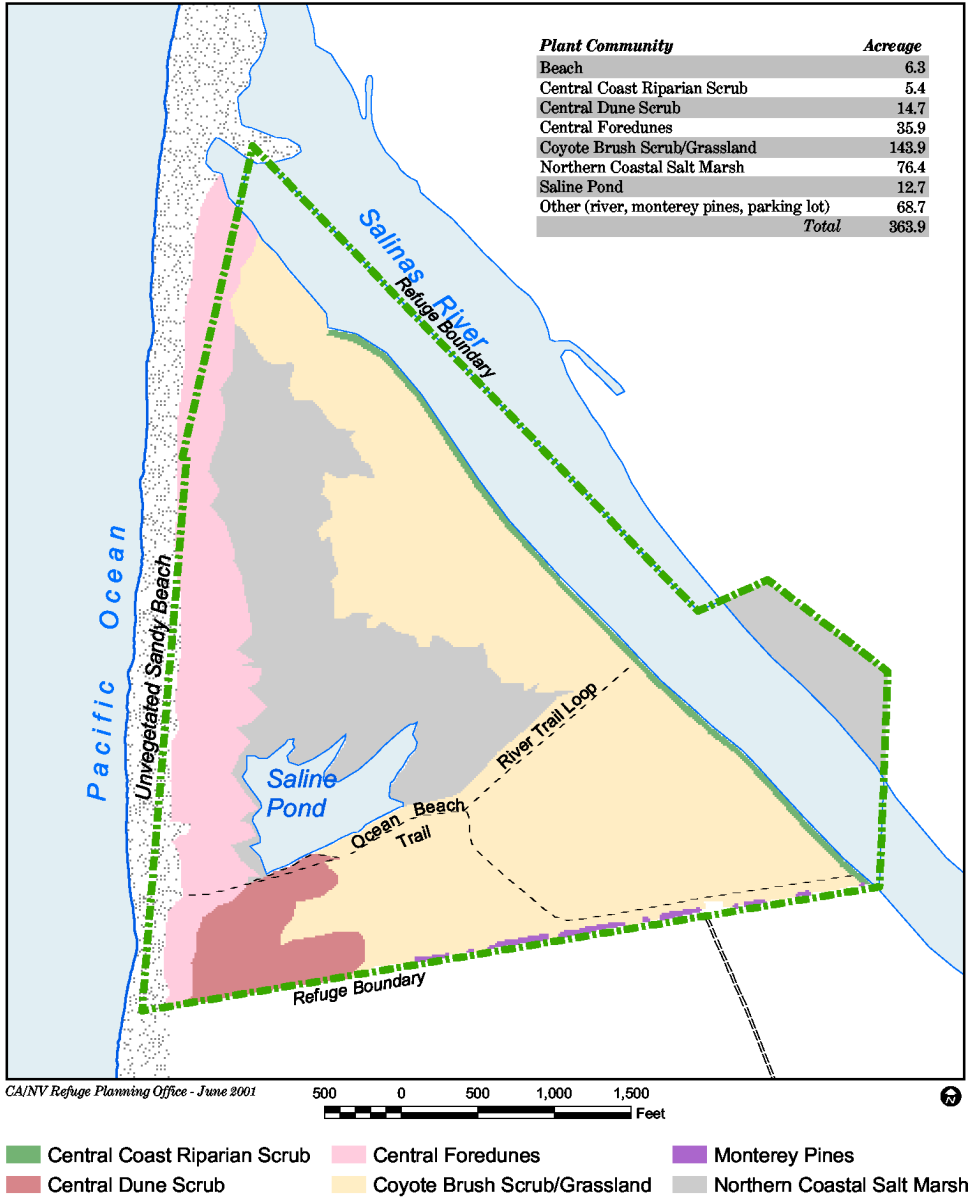 Plant Community Acreage
Beach 6.3
Central Coast Riparian Scrub 5.4
Central Dune Scrub 14.7
Central Foredunes 35.9
Coyote Brush Scrub/Grassland 143.9
Northern Coastal Salt Marsh 76.4
Saline Pond 12.7
Other (river, monterey pines, parking lot) 68.7
Total 363.9
Salinas River
Refuge Boundary
Pacific Ocean
Unvegetated Sandy Beach
River Trail Loop
Saline
Pond
Ocean Beach
Trail
Refuge Boundary
CA/NV Refuge Planning Office - June 2001
500 0 500 1,000 1,500
Feet
N
Central Coast Riparian Scrub
Central Foredunes
Monterey Pines
Central Dune Scrub
Coyote Brush Scrub/Grassland
Northern Coastal Salt Marsh